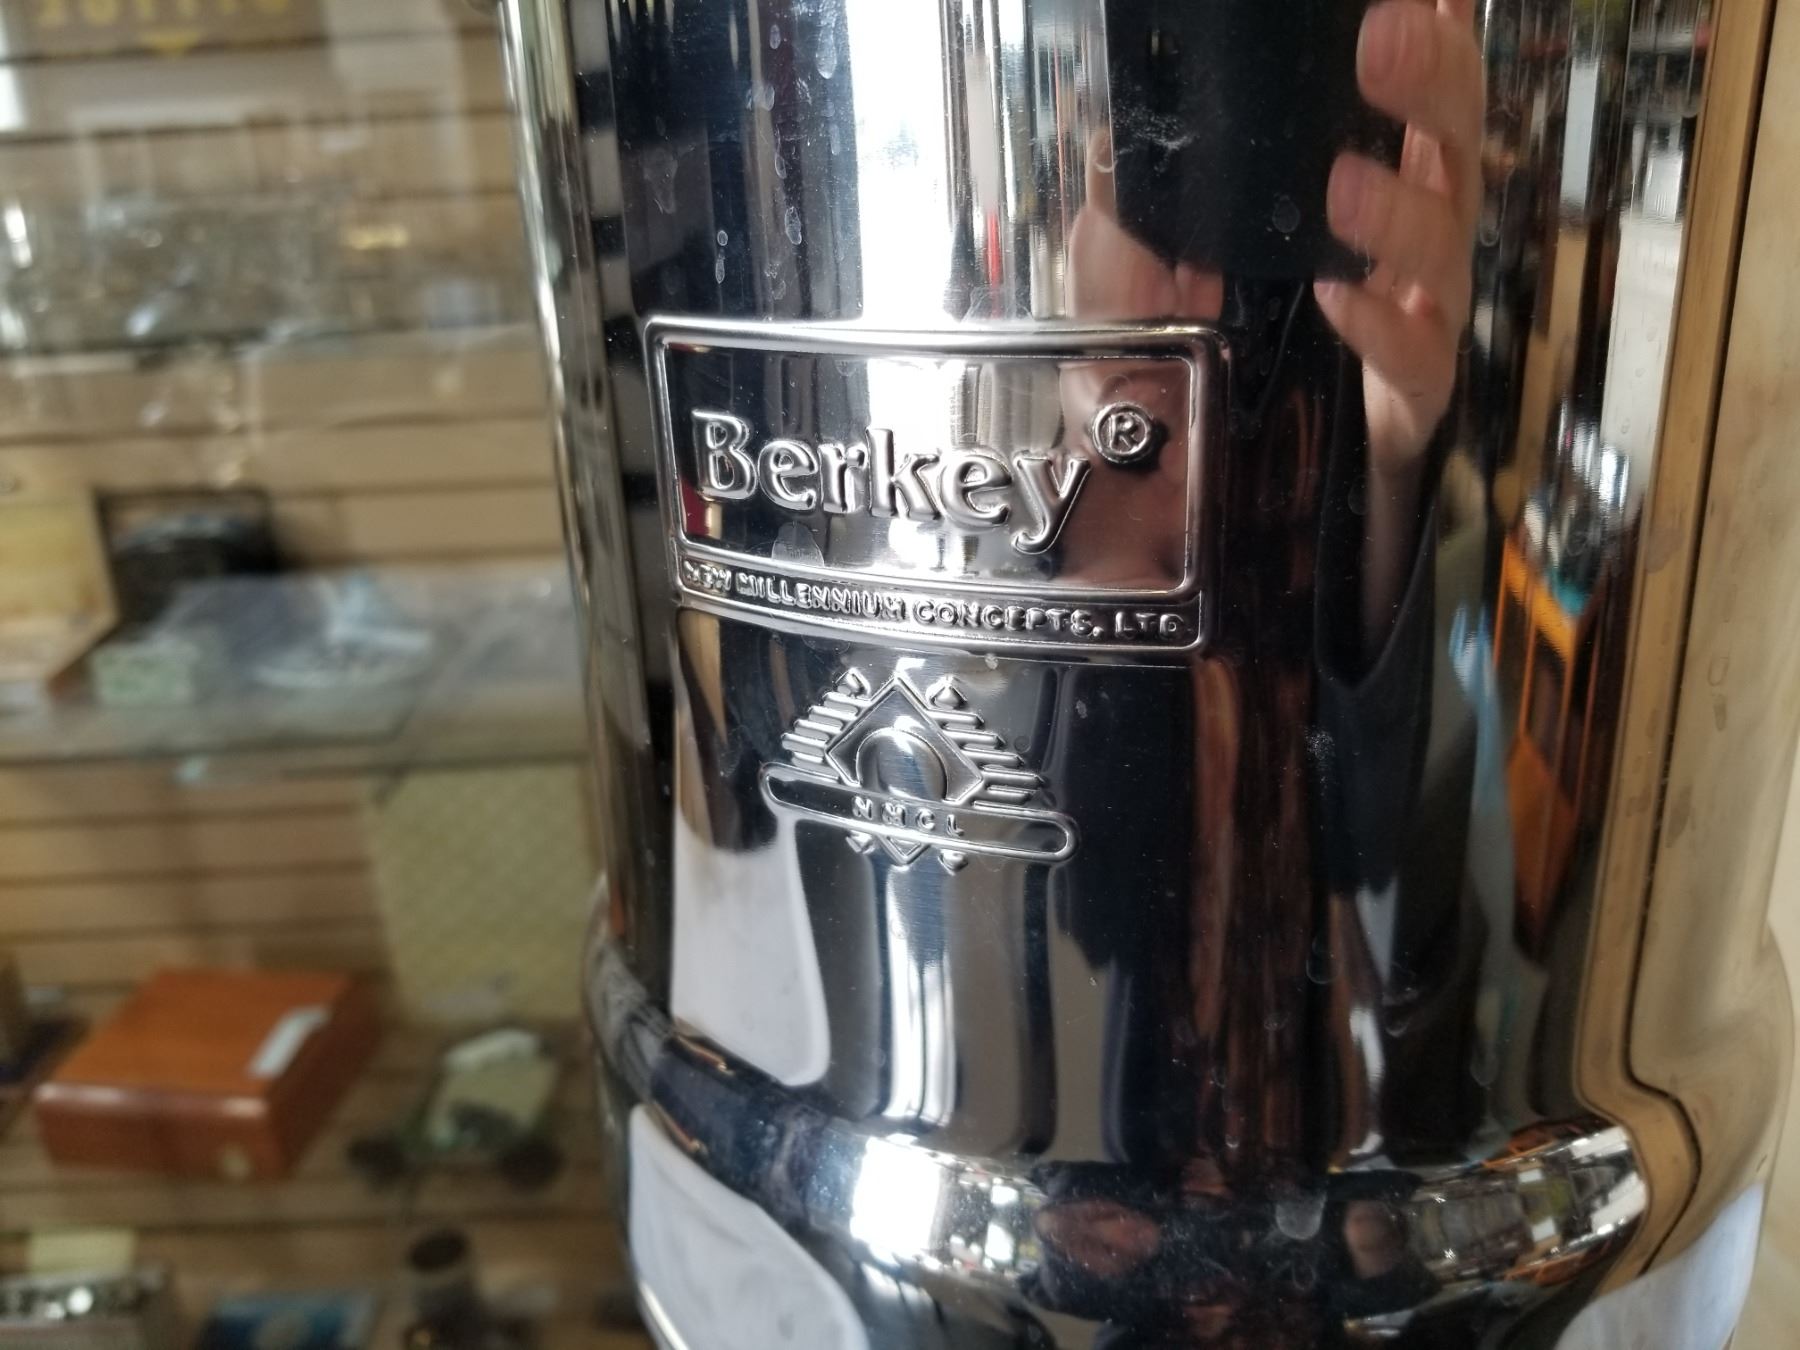 Berkey®
NEW MILLENNIUM CONCEPTS, LTD.
NMCL